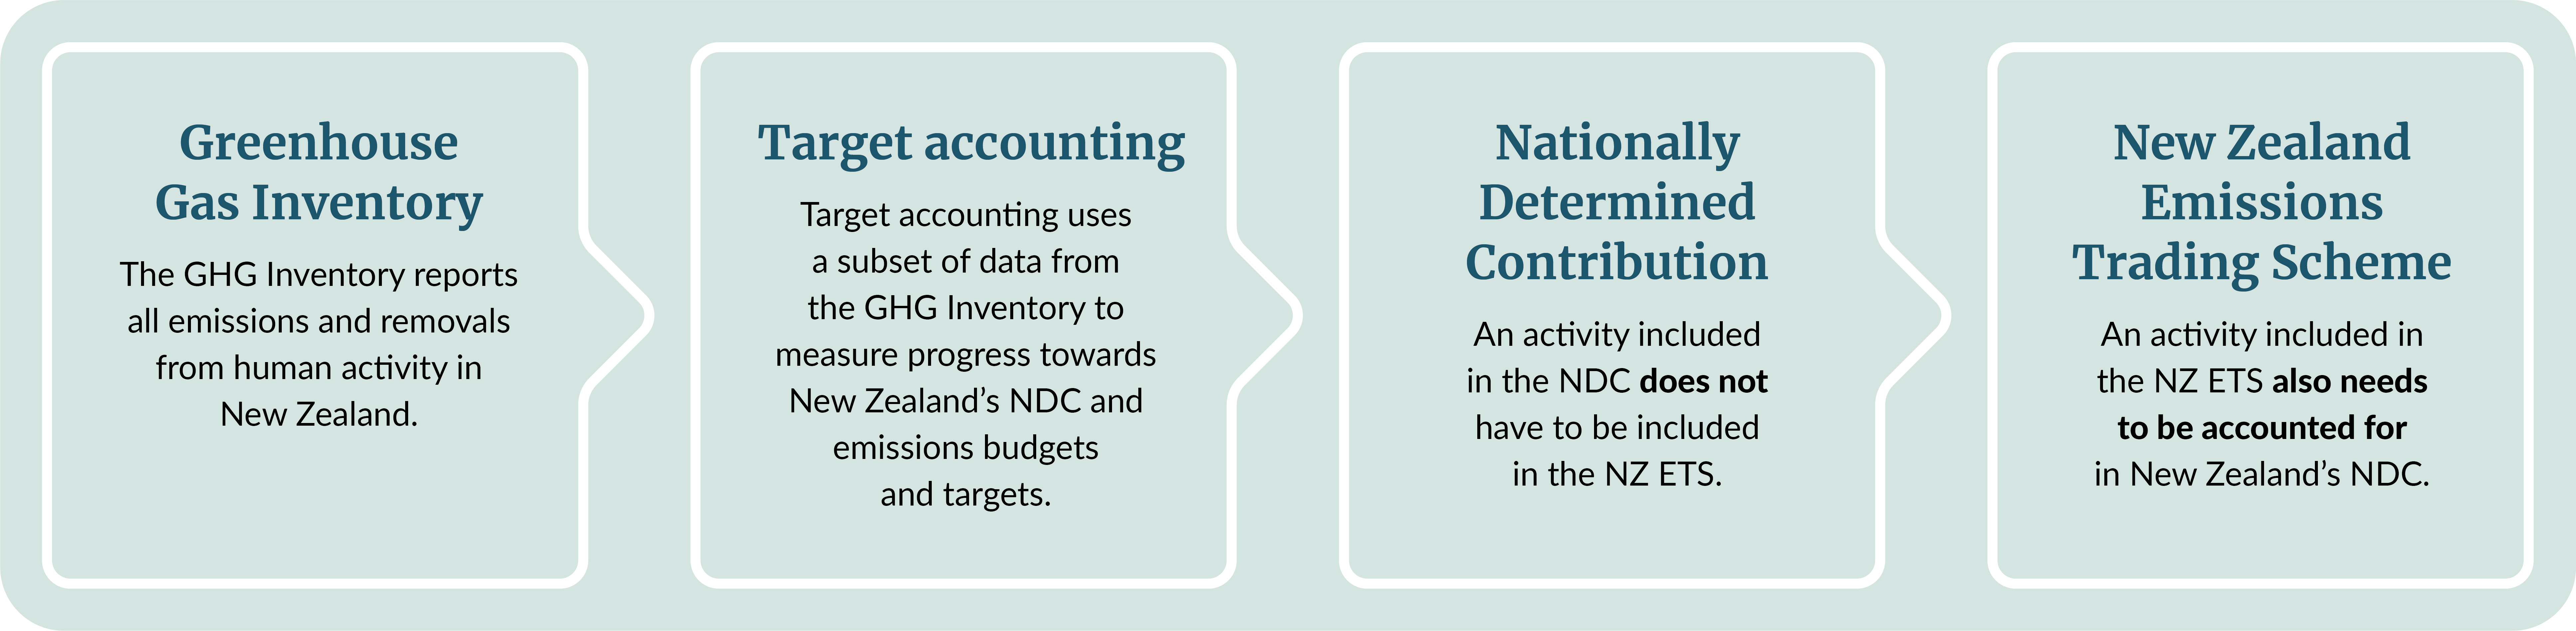 Greenhouse
Gas Inventory
The GHG Inventory reports
all emissions and removals
from human activity in
New Zealand.
Target accounting
Target accounting uses
a subset of data from
the GHG Inventory to
measure progress towards
New Zealand’s NDC and
emissions budgets
and targets.
Nationally
Determined
Contribution
An activity included
in the NDC does not
have to be included
in the NZ ETS.
New Zealand
Emissions
Trading Scheme
An activity included in
the NZ ETS also needs
to be accounted for
in New Zealand’s NDC.